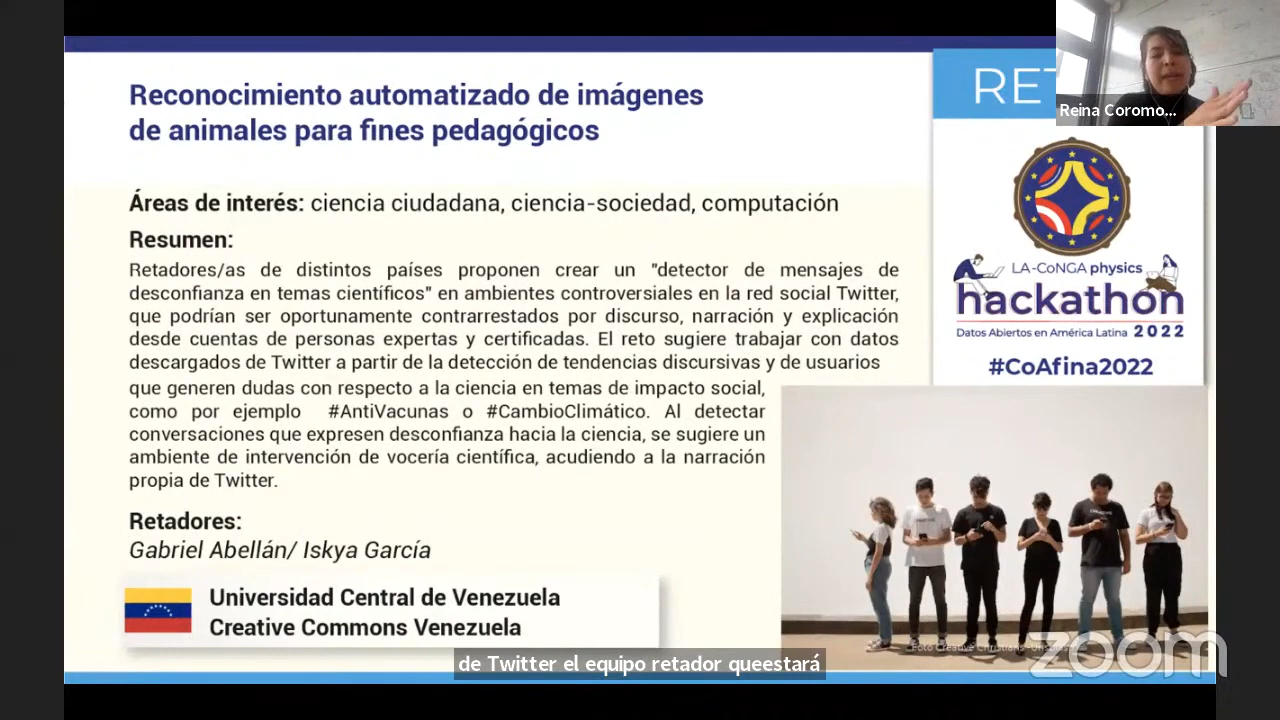 Reconocimiento automatizado de imágenes
de animales para fines pedagógicos
Áreas de interés: ciencia ciudadana, ciencia-sociedad, computación
Resumen:
Retadores/as de distintos países proponen crear un "detector de mensajes de
desconfianza en temas científicos" en ambientes controversiales en la red social Twitter,
que podrían ser oportunamente contrarrestados por discurso, narración y explicación
desde cuentas de personas expertas y certificadas. El reto sugiere trabajar con datos
descargados de Twitter a partir de la detección de tendencias discursivas y de usuarios
que generen dudas con respecto a la ciencia en temas de impacto social,
como por ejemplo #AntiVacunas o #CambioClimático. Al detectar
conversaciones que expresen desconfianza hacia la ciencia, se sugiere un
ambiente de intervención de vocería científica, acudiendo a la narración
propia de Twitter.
Retadores:
Gabriel Abellán/ Iskya García
Universidad Central de Venezuela
Creative Commons Venezuela
Reina Coromo...
LA-CoNGA physics
hackathon
Datos Abiertos en América Latina 2022
#CoAfina2022
zoom
de Twitter el equipo retador queestará